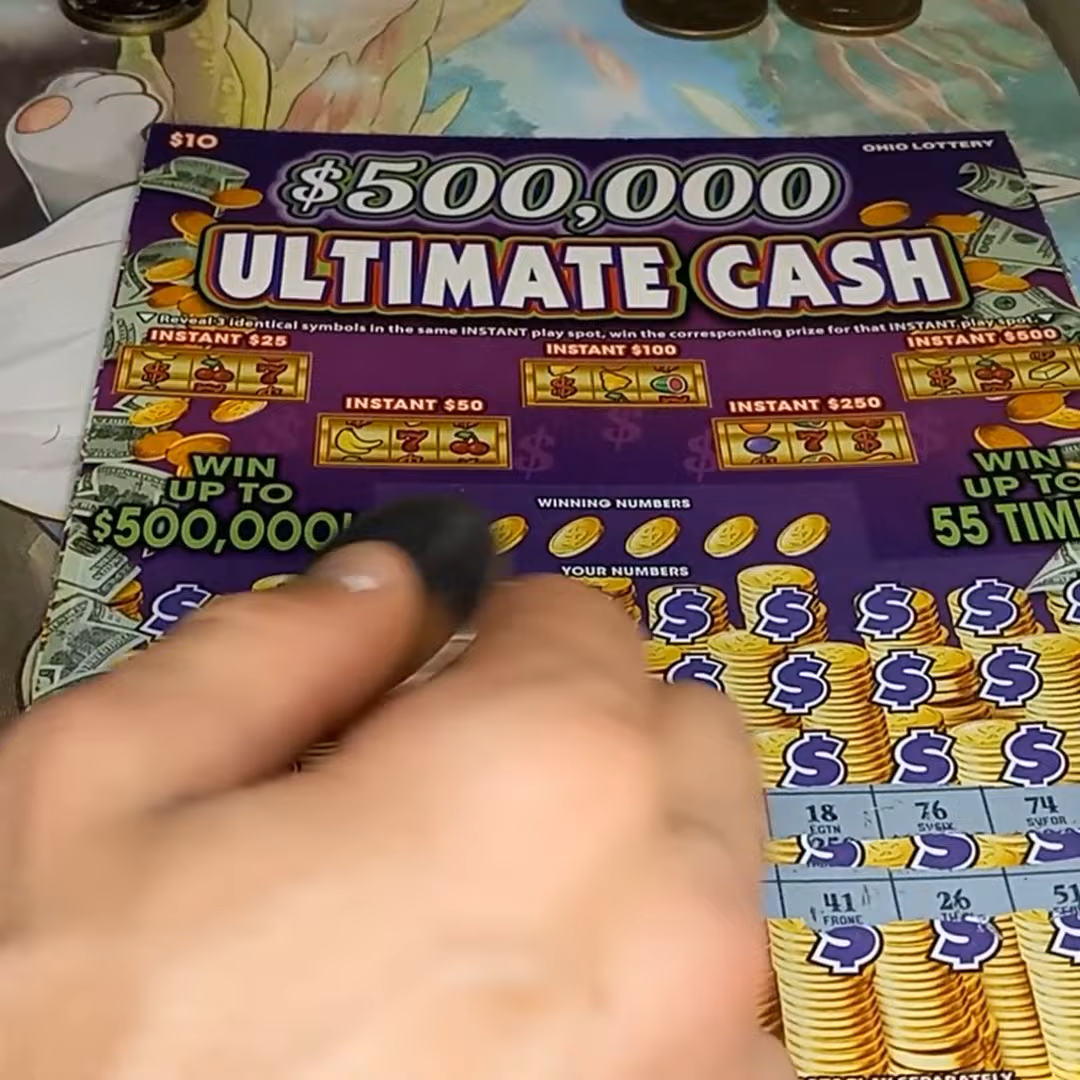 $10
OHIO LOTTERY
$500,000
ULTIMATE CASH
Reveal 3 identical symbols in the same INSTANT play spot, win the corresponding prize for that INSTANT play spot.
INSTANT $25
INSTANT $100
INSTANT $500
INSTANT $50
INSTANT $250
WIN
UP TO
$500,000!
WIN
UP TO
55 TIM
WINNING NUMBERS
YOUR NUMBERS
18 76 74
EGTN SVSIX SVFOR
41 26 51
FRONE
SEPARATELY